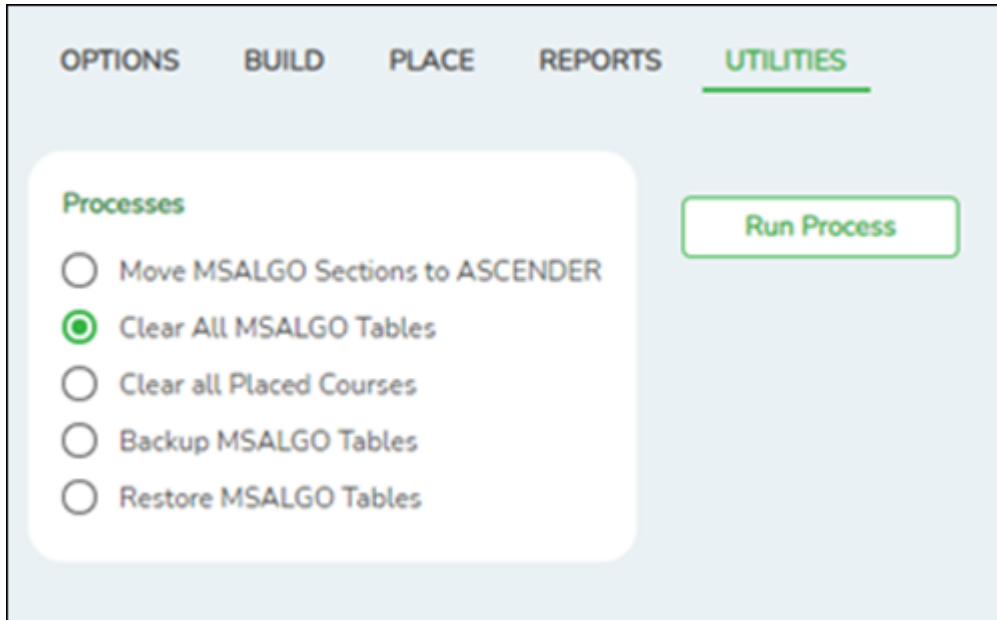 OPTIONS BUILD PLACE REPORTS UTILITIES
Processes
Run Process
Move MSALGO Sections to ASCENDER
Clear All MSALGO Tables
Clear all Placed Courses
Backup MSALGO Tables
Restore MSALGO Tables